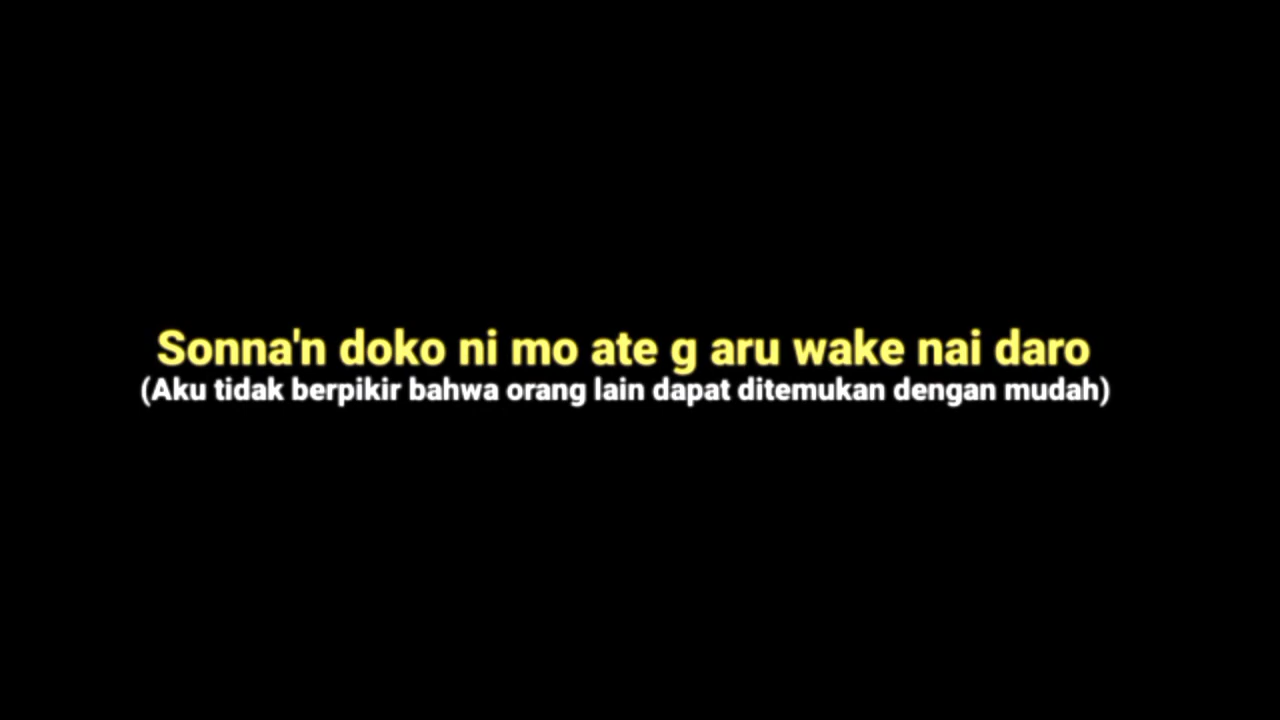 Sonna'n doko ni mo ate g aru wake nai daro
(Aku tidak berpikir bahwa orang lain dapat ditemukan dengan mudah)